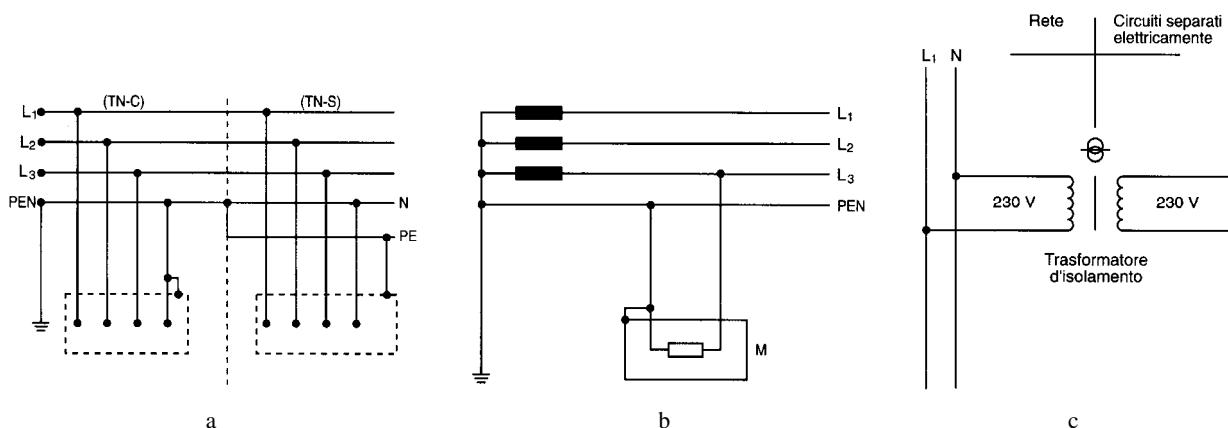 L1
L2
L3
PEN
(TN-C)
(TN-S)
N
PE
a
L1
L2
L3
PEN
M
b
Rete
Circuiti separati
elettricamente
L1 N
230 V
230 V
Trasformatore
d'isolamento
c